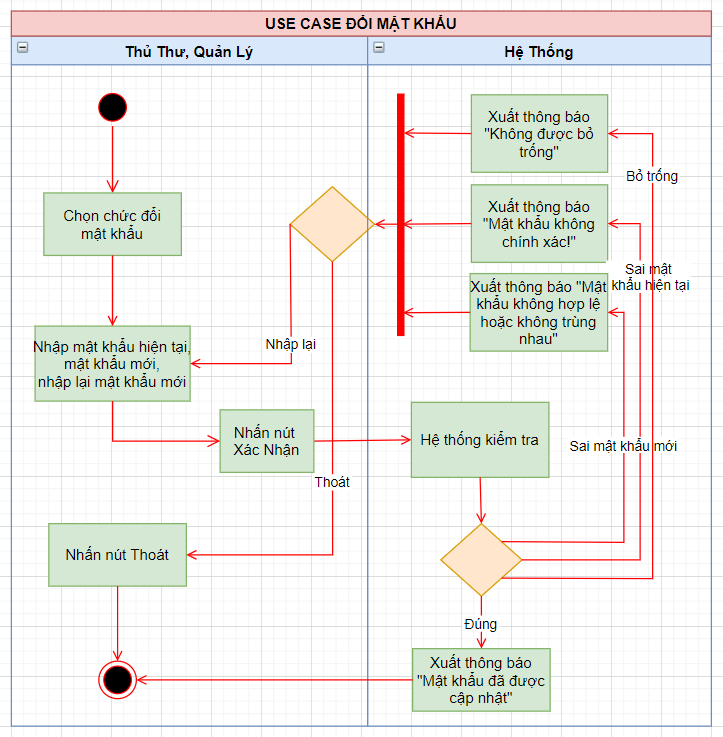 USE CASE ĐỔI MẬT KHẨU
Thủ Thư, Quản Lý
Hệ Thống
Chọn chức đổi
mật khẩu
Nhập mật khẩu hiện tại,
mật khẩu mới,
nhập lại mật khẩu mới
Nhấn nút
Xác Nhận
Nhấn nút Thoát
Nhập lại
Thoát
Xuất thông báo
"Không được bỏ
trống"
Xuất thông báo
"Mật khẩu không
chính xác!"
Xuất thông báo "Mật
khẩu không hợp lệ
hoặc không trùng
nhau"
Bỏ trống
Sai mật
khẩu hiện tại
Sai mật khẩu mới
Hệ thống kiểm tra
Đúng
Xuất thông báo
"Mật khẩu đã được
cập nhật"